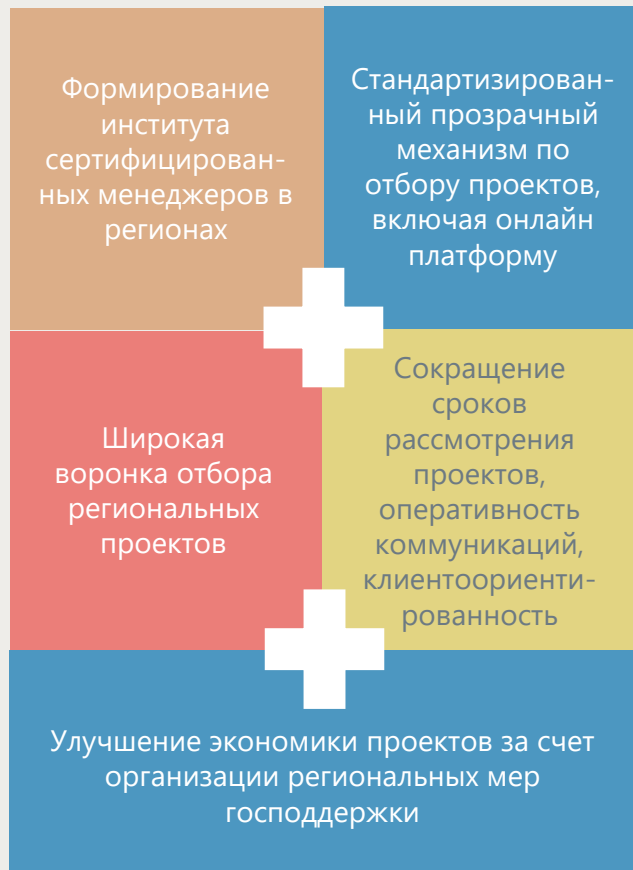 Формирование
института
сертифицирован-
ных менеджеров в
регионах
Стандартизирован-
ный прозрачный
механизм по
отбору проектов,
включая онлайн
платформу
Широкая
воронка отбора
региональных
проектов
Сокращение
сроков
рассмотрения
проектов,
оперативность
коммуникаций,
клиентоориенти-
рованность
Улучшение экономики проектов за счет
организации региональных мер
господдержки